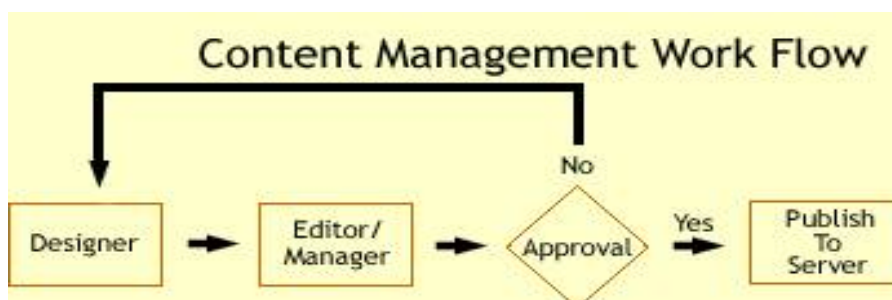 Content Management Work Flow
No
Designer
Editor/
Manager
Approval
Yes
Publish
To
Server